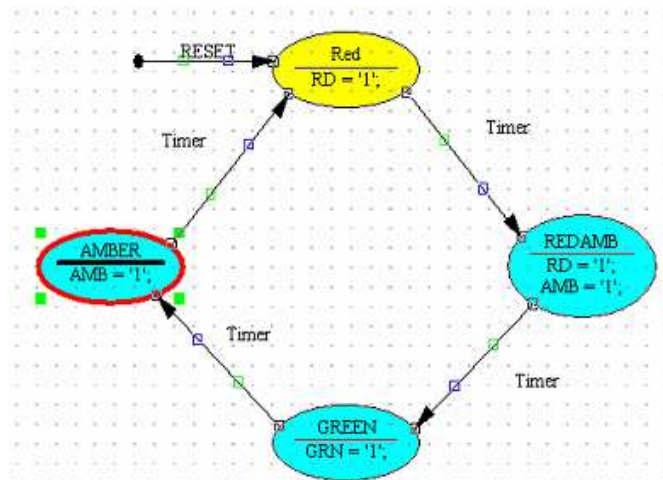 RESET
Red
RD = '1';
Timer
Timer
AMBER
AMB = '1';
REDAMB
RD = '1';
AMB = '1';
Timer
Timer
GREEN
GRN = '1';